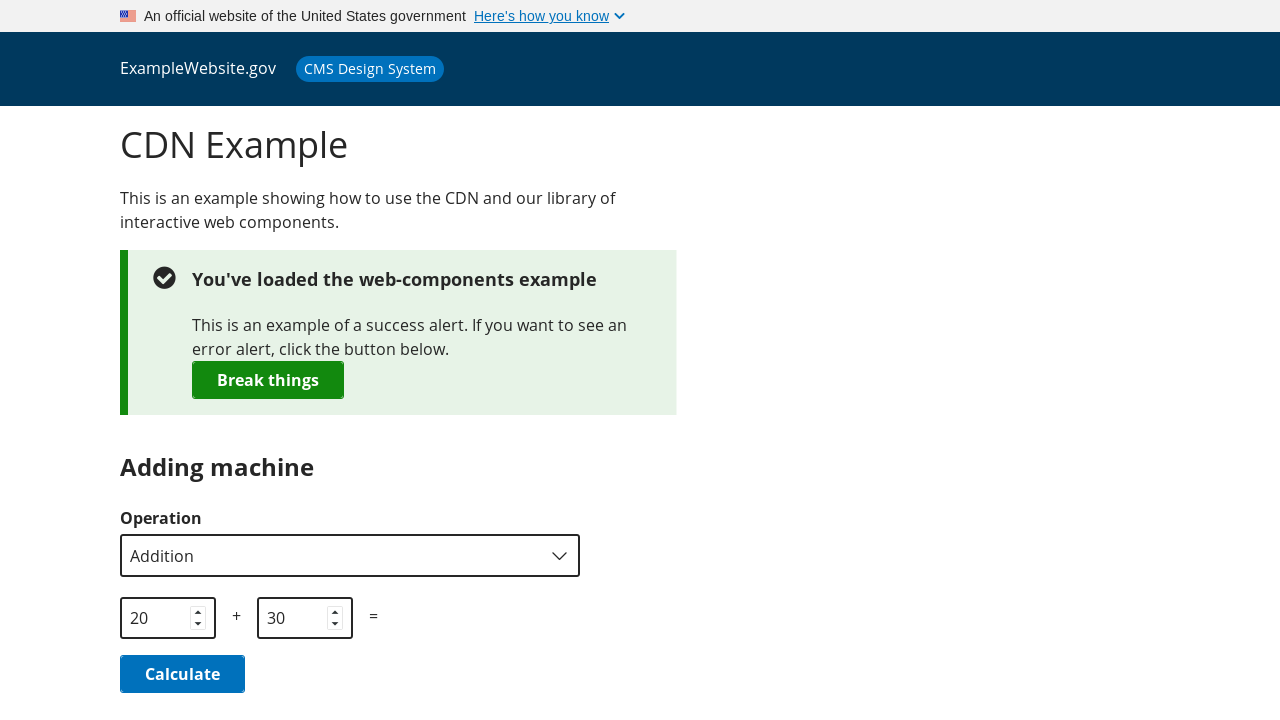 An official website of the United States government Here's how you know
ExampleWebsite.gov CMS Design System
CDN Example
This is an example showing how to use the CDN and our library of
interactive web components.
You've loaded the web-components example
This is an example of a success alert. If you want to see an
error alert, click the button below.
Break things
Adding machine
Operation
Addition
20 + 30 =
Calculate